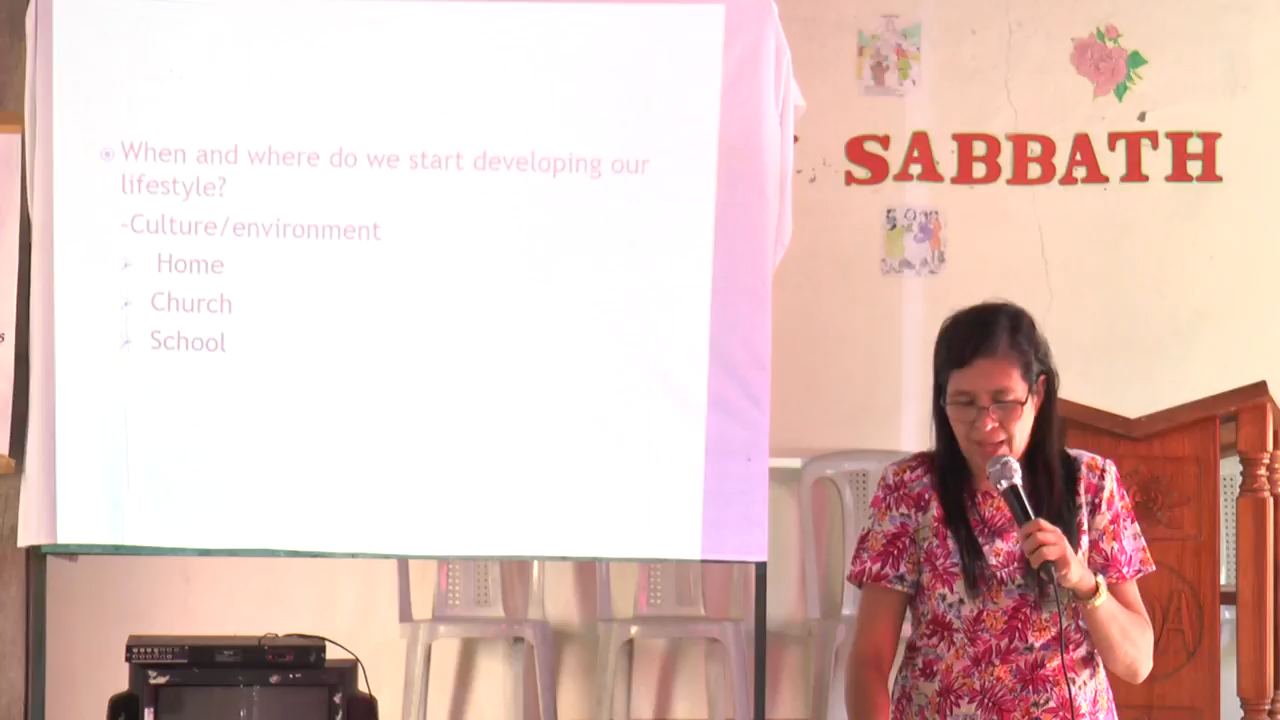 When and where do we start developing our
lifestyle?
-Culture/environment
Home
Church
School
SABBATH